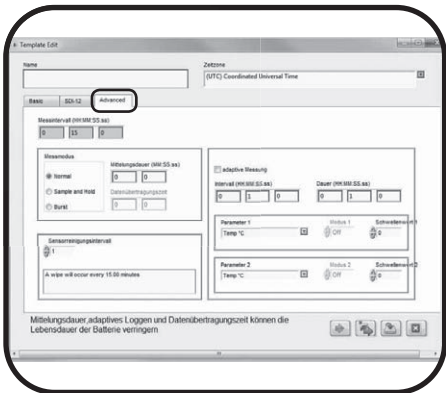 Template Edit
Name
Zeitzone
(UTC) Coordinated Universal Time
Basic SDI-12 Advanced
Messintervall (HH:MM:SS.ss)
0 15 0
Messmodus
Mittelungsdauer (MM:SS.ss)
Normal
0 0
Sample and Hold
Datenübertragungszeit
Burst
0 0
adaptive Messung
Intervall (HH:MM:SS.ss)
Dauer (HH:MM:SS.ss)
0 1 0
0 1 0
Parameter 1
Modus 1
Schwellenwert 1
Temp °C
Off
0
Sensorreinigungsintervall
1
A wipe will occur every 15.00 minutes
Parameter 2
Modus 2
Schwellenwert 2
Temp °C
Off
0
Mittelungsdauer,adaptives Loggen und Datenübertragungszeit können die
Lebensdauer der Batterie verringern